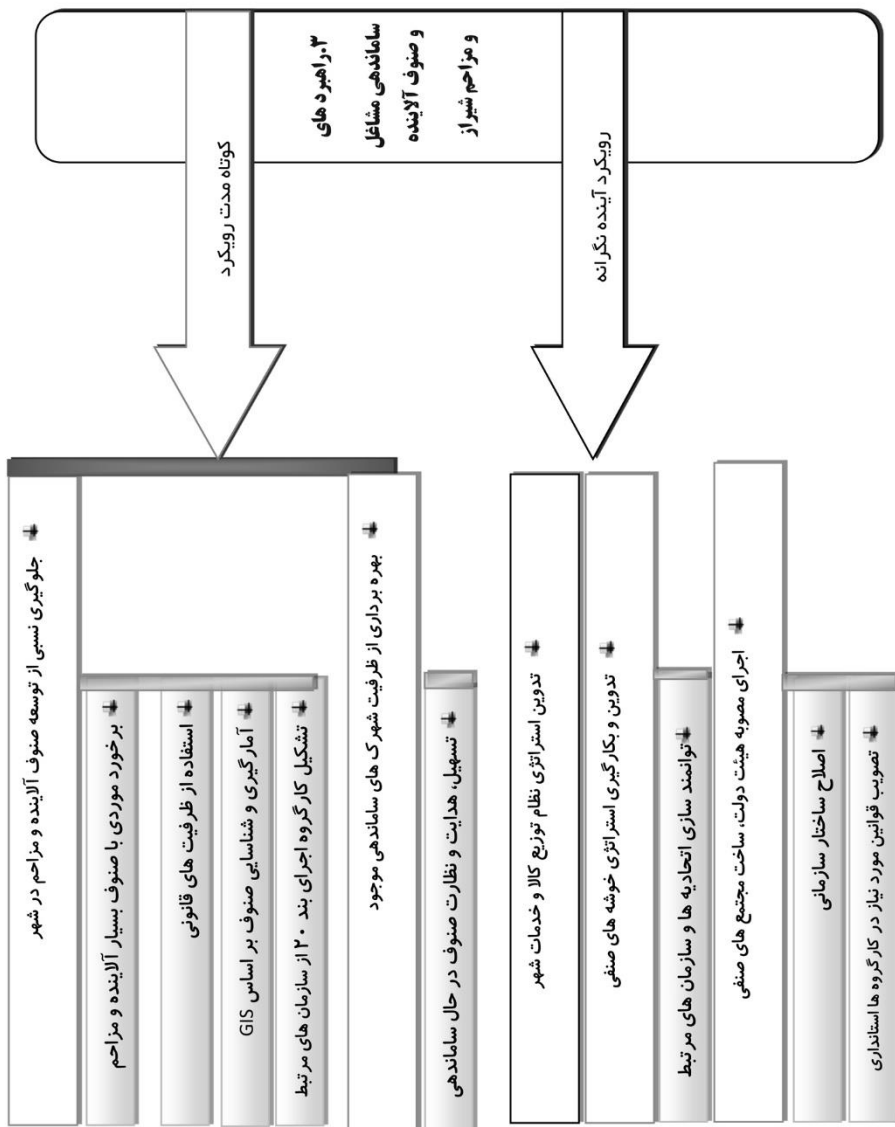 ۳.راهبرد های
ساماندهی مشاغل
و صنوف آلاینده
و مزاحم شیراز
کوتاه مدت رویکرد
جلوگیری نسبی از توسعه صنوف آلاینده و مزاحم در شهر
برخورد موردی با صنوف بسیار آلاینده و مزاحم
استفاده از ظرفیت های قانونی
آمارگیری و شناسایی صنوف بر اساس GIS
تشکیل کارگروه اجرای بند ۲۰ از سازمان های مرتبط
بهره برداری از ظرفیت شهرک های ساماندهی موجود
تسهیل، هدایت و نظارت صنوف در حال ساماندهی
رویکرد آینده نگرانه
تدوین استراتژی نظام توزیع کالا و خدمات شهر
تدوین و بکارگیری استراتژی خوشه های صنفی
توانمند سازی اتحادیه ها و سازمان های مرتبط
اجرای مصوبه هیئت دولت، ساخت مجتمع های صنفی
اصلاح ساختار سازمانی
تصویب قوانین مورد نیاز در کارگروه ها استانداری